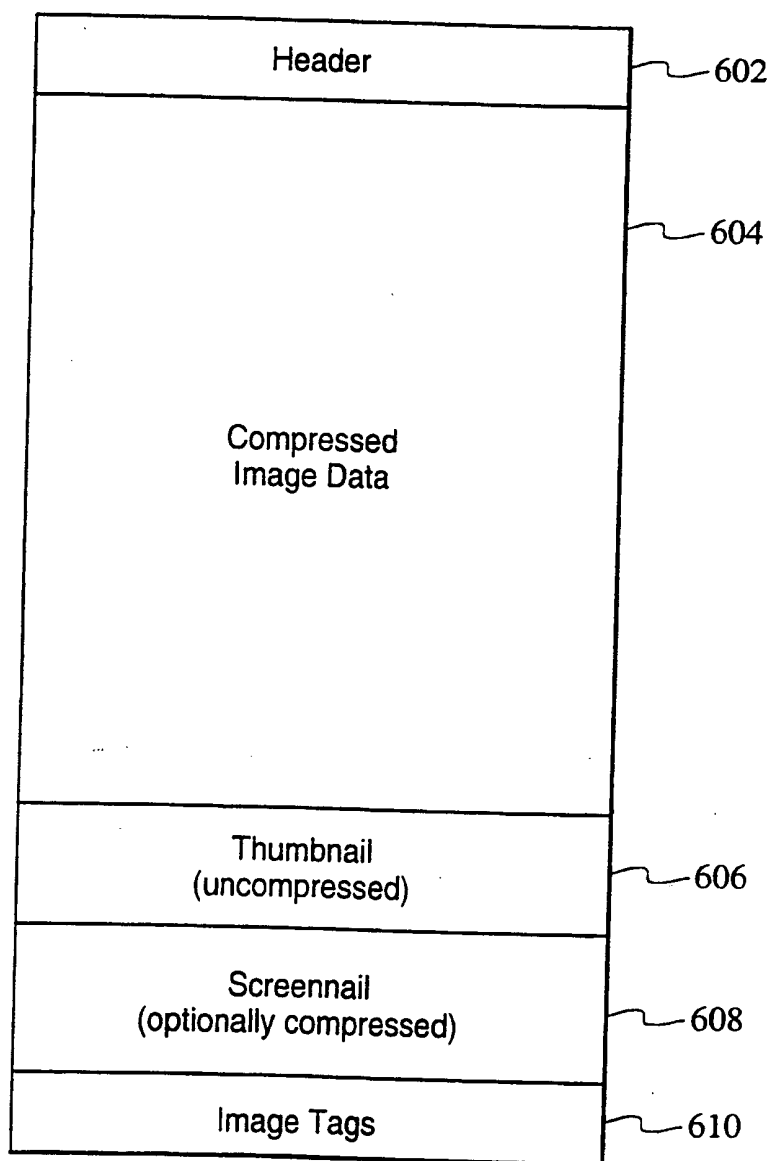 Header
602
604
Compressed
Image Data
Thumbnail
(uncompressed)
606
Screennail
(optionally compressed)
608
Image Tags
610